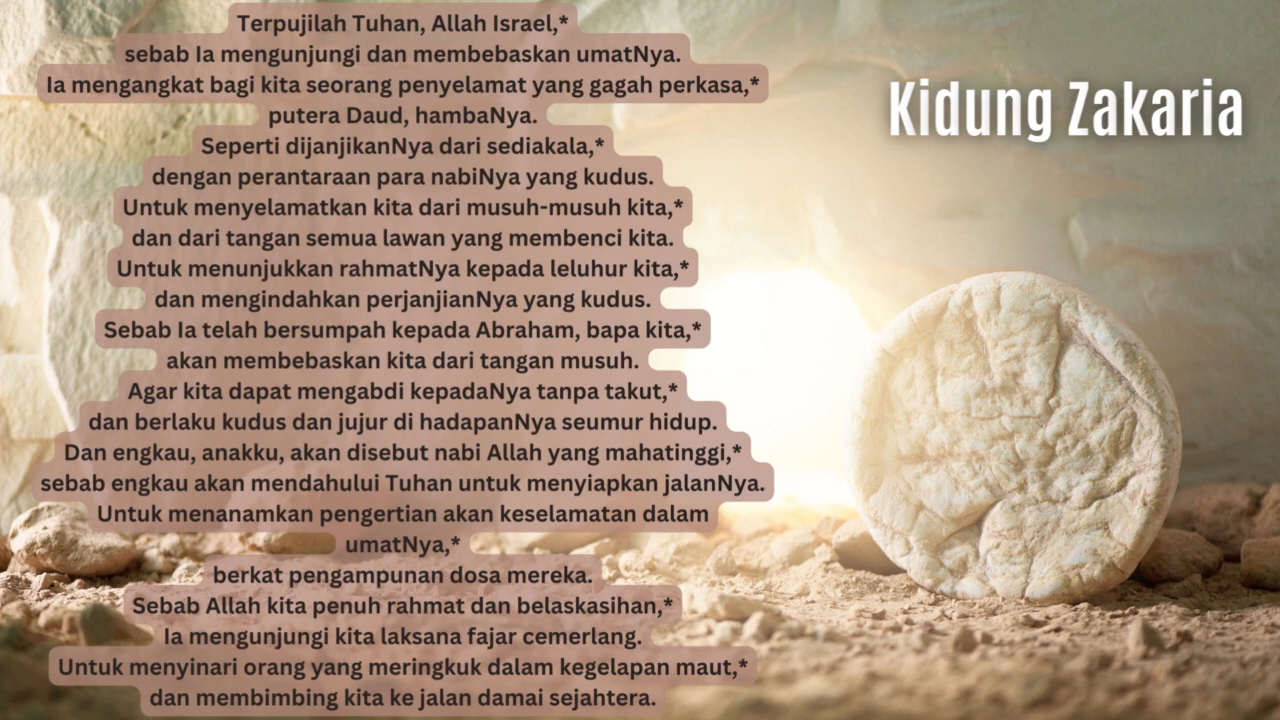 Terpujilah Tuhan, Allah Israel,*
sebab Ia mengunjungi dan membebaskan umatNya.
Ia mengangkat bagi kita seorang penyelamat yang gagah perkasa,*
putera Daud, hambaNya.
Seperti dijanjikanNya dari sediakala,*
dengan perantaraan para nabiNya yang kudus.
Untuk menyelamatkan kita dari musuh-musuh kita,*
dan dari tangan semua lawan yang membenci kita.
Untuk menunjukkan rahmatNya kepada leluhur kita,*
dan mengindahkan perjanjianNya yang kudus.
Sebab Ia telah bersumpah kepada Abraham, bapa kita,*
akan membebaskan kita dari tangan musuh.
Agar kita dapat mengabdi kepadaNya tanpa takut,*
dan berlaku kudus dan jujur di hadapanNya seumur hidup.
Dan engkau, anakku, akan disebut nabi Allah yang mahatinggi,*
sebab engkau akan mendahului Tuhan untuk menyiapkan jalanNya.
Untuk menanamkan pengertian akan keselamatan dalam
umatNya,*
berkat pengampunan dosa mereka.
Sebab Allah kita penuh rahmat dan belaskasihan,*
Ia mengunjungi kita laksana fajar cemerlang.
Untuk menyinari orang yang meringkuk dalam kegelapan maut,*
dan membimbing kita ke jalan damai sejahtera.
Kidung Zakaria